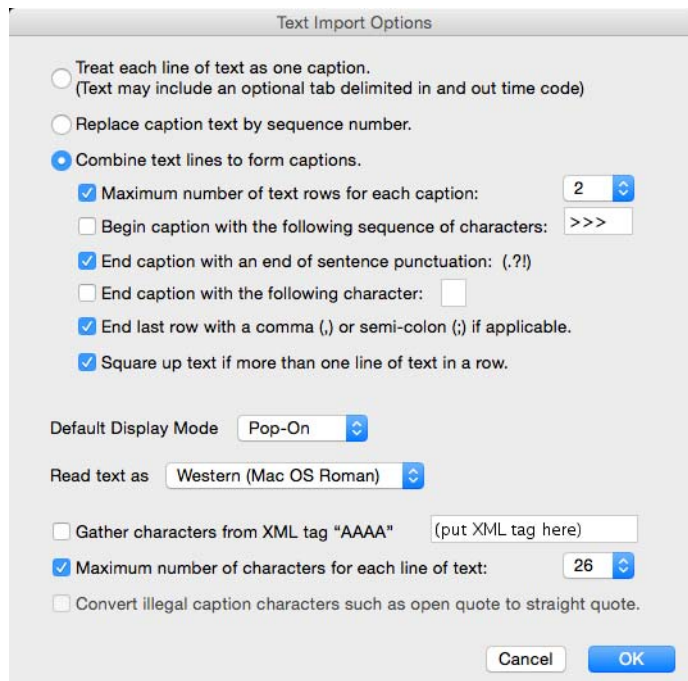 Text Import Options
Treat each line of text as one caption.
(Text may include an optional tab delimited in and out time code)
Replace caption text by sequence number.
Combine text lines to form captions.
Maximum number of text rows for each caption: 2
Begin caption with the following sequence of characters: >>>
End caption with an end of sentence punctuation: (.?!)
End caption with the following character:
End last row with a comma (,) or semi-colon (;) if applicable.
Square up text if more than one line of text in a row.
Default Display Mode Pop-On
Read text as Western (Mac OS Roman)
Gather characters from XML tag “AAAA” (put XML tag here)
Maximum number of characters for each line of text: 26
Convert illegal caption characters such as open quote to straight quote.
Cancel OK